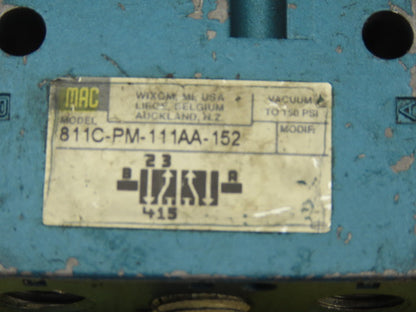 MAC
WIXOM, MI, USA
LIEGE, BELGIUM
AUCKLAND, N.Z.
VACUUM
TO 150 PSI
MODEL
MODIF.
811C-PM-111AA-152
2 3
B A
4 1 5